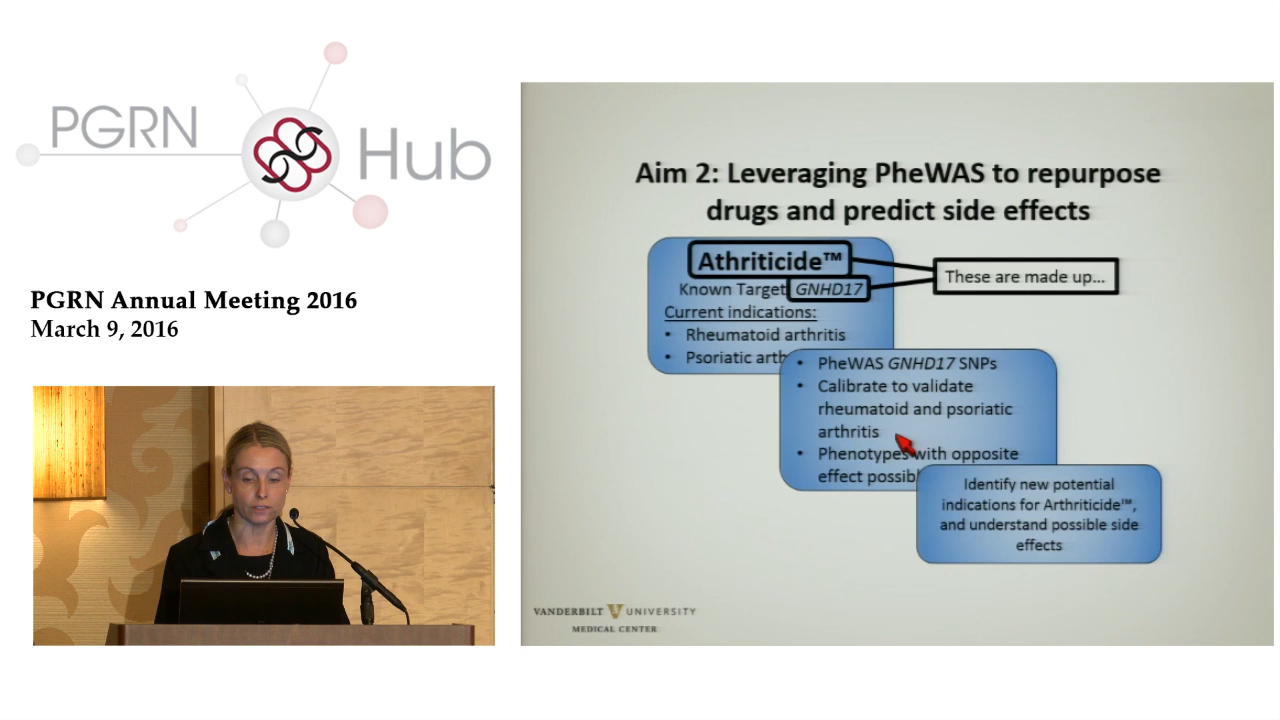 PGRN
Hub
PGRN Annual Meeting 2016
March 9, 2016
Aim 2: Leveraging PheWAS to repurpose
drugs and predict side effects
Athriticide™
These are made up...
Known Target
GNHD17
Current indications:
• Rheumatoid arthritis
• Psoriatic arth
• PheWAS GNHD17 SNPs
• Calibrate to validate
rheumatoid and psoriatic
arthritis
• Phenotypes with opposite
effect possibl
Identify new potential
indications for Arthriticide™,
and understand possible side
effects
VANDERBILT V UNIVERSITY
MEDICAL CENTER